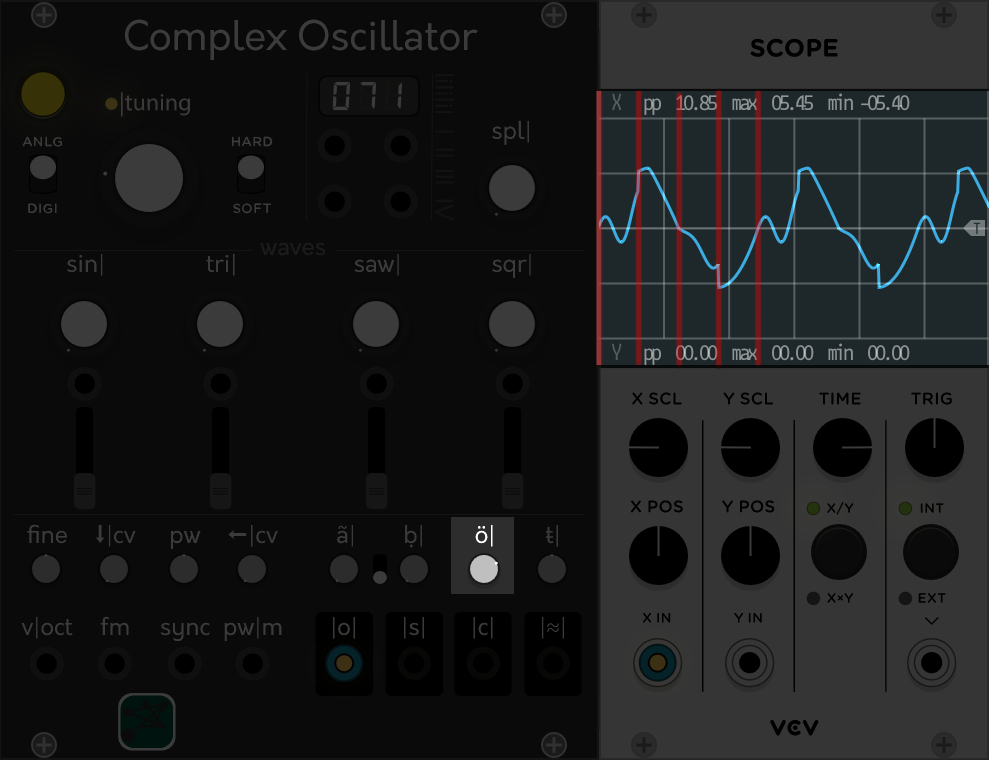 Complex Oscillator
SCOPE
|tuning
071
ANLG
DIGI
HARD
SOFT
spl|
X pp 10.85 max 05.45 min -05.40
T
waves
sin|
tri|
saw|
sqr|
Y pp 00.00 max 00.00 min 00.00
X SCL
Y SCL
TIME
TRIG
X POS
Y POS
X/Y
INT
fine
↓|cv
pw
←|cv
ã|
ḅ|
ö|
ŧ|
X×Y
EXT
X IN
Y IN
v|oct
fm
sync
pw|m
|o|
|s|
|c|
|≈|
VCV